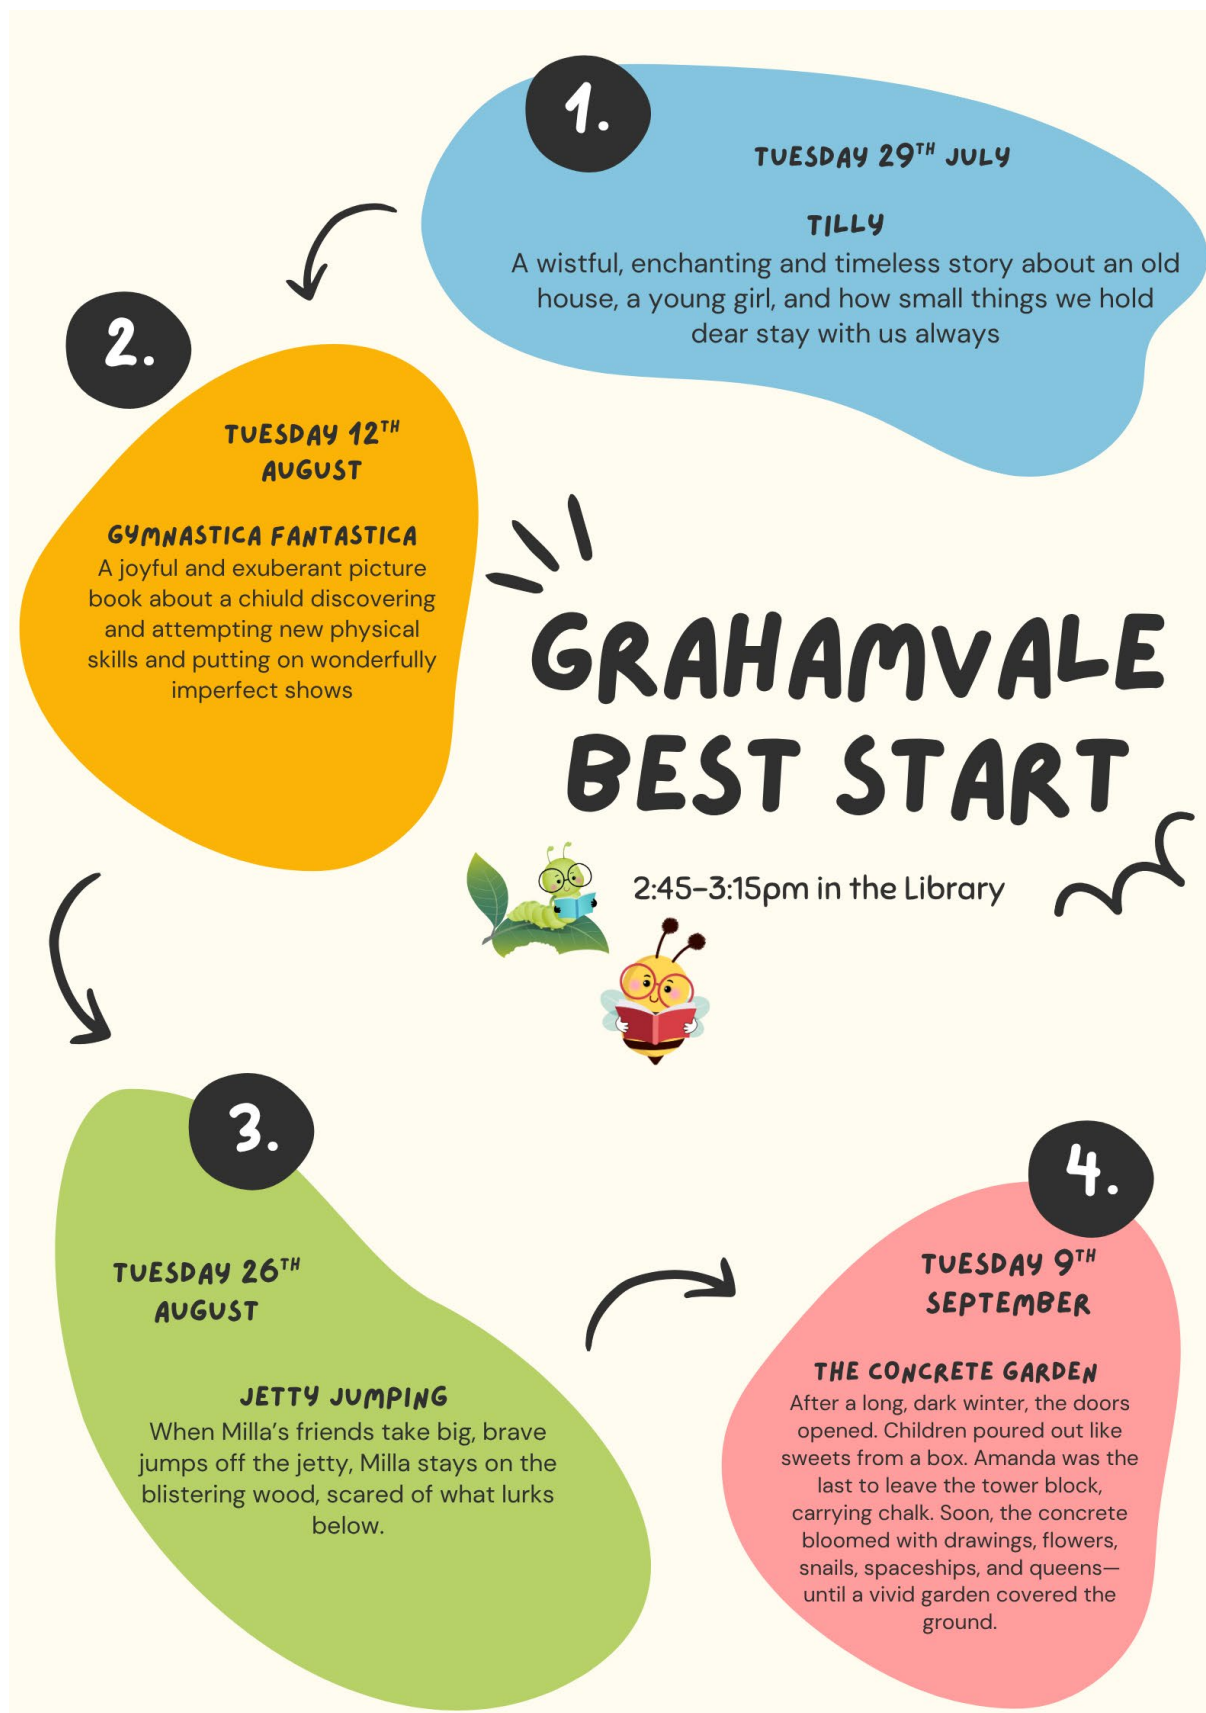 1.
TUESDAY 29TH JULY
TILLY
A wistful, enchanting and timeless story about an old
house, a young girl, and how small things we hold
dear stay with us always
2.
TUESDAY 12TH
AUGUST
GYMNASTICA FANTASTICA
A joyful and exuberant picture
book about a chiuld discovering
and attempting new physical
skills and putting on wonderfully
imperfect shows
GRAHAMVALE
BEST START
2:45-3:15pm in the Library
3.
TUESDAY 26TH
AUGUST
JETTY JUMPING
When Milla's friends take big, brave
jumps off the jetty, Milla stays on the
blistering wood, scared of what lurks
below.
4.
TUESDAY 9TH
SEPTEMBER
THE CONCRETE GARDEN
After a long, dark winter, the doors
opened. Children poured out like
sweets from a box. Amanda was the
last to leave the tower block,
carrying chalk. Soon, the concrete
bloomed with drawings, flowers,
snails, spaceships, and queens—
until a vivid garden covered the
ground.